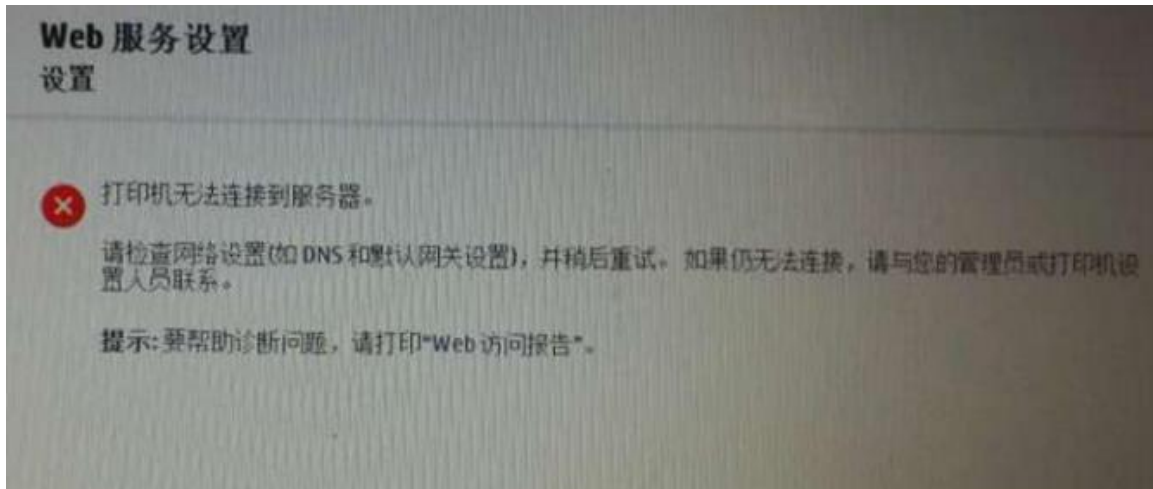 Web 服务设置
设置
打印机无法连接到服务器。
请检查网络设置(如 DNS 和默认网关设置)，并稍后重试。 如果仍无法连接，请与您的管理员或打印机设
置人员联系。
提示: 要帮助诊断问题，请打印"Web 访问报告"。